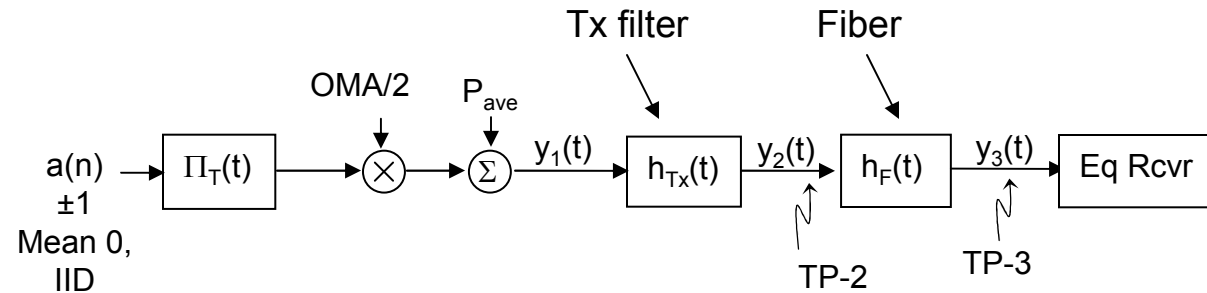 Tx filter
Fiber
OMA/2
P_ave
a(n)
±1
Mean 0,
IID
Π_T(t)
×
Σ
y_1(t)
h_Tx(t)
y_2(t)
h_F(t)
y_3(t)
Eq Rcvr
TP-2
TP-3